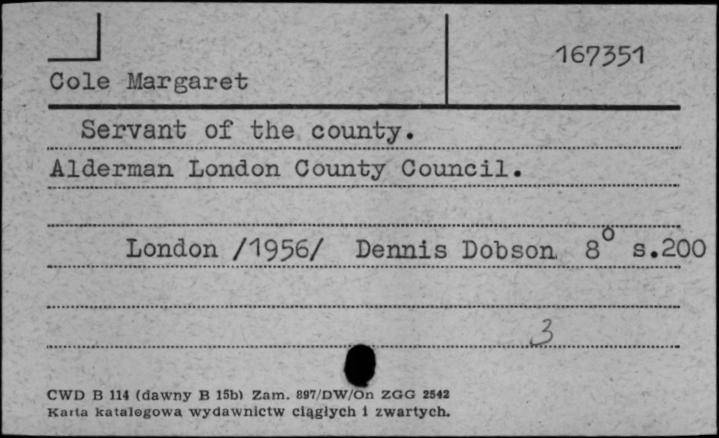 167351
Cole Margaret
Servant of the county.
Alderman London County Council.
London /1956/ Dennis Dobson 8° s.200
3
CWD B 114 (dawny B 15b) Zam. 897/DW/On ZGG 2542
Karta katalogowa wydawnictw ciągłych i zwartych.